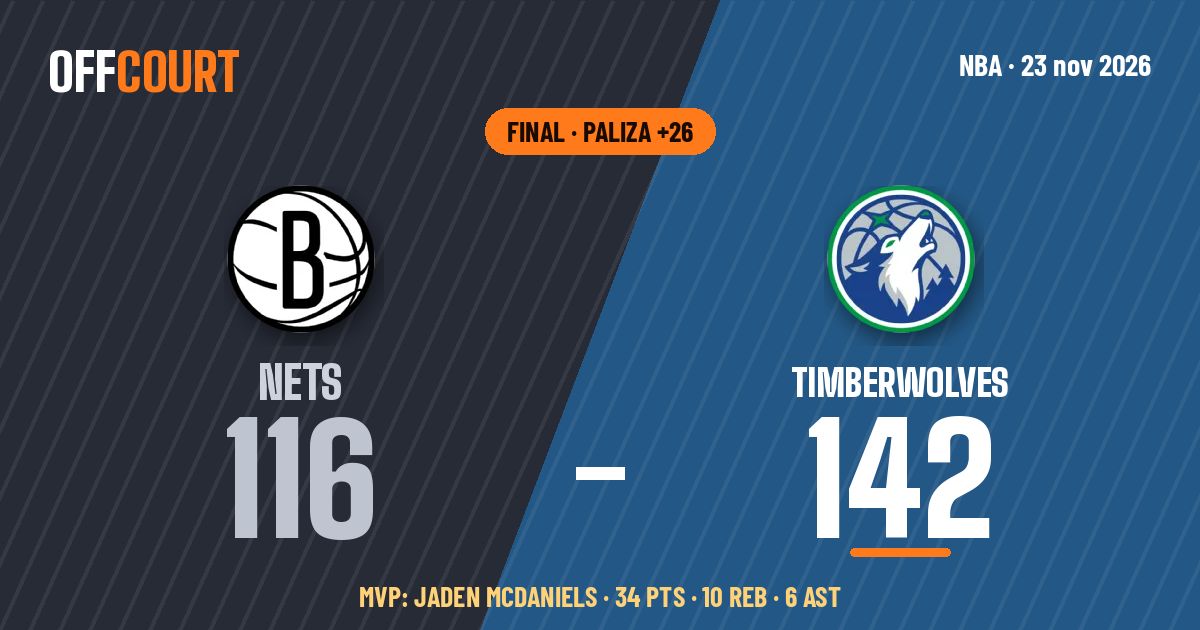 OFFCOURT
NBA · 23 nov 2026
FINAL · PALIZA +26
B
NETS
TIMBERWOLVES
116
–
142
MVP: JADEN MCDANIELS · 34 PTS · 10 REB · 6 AST